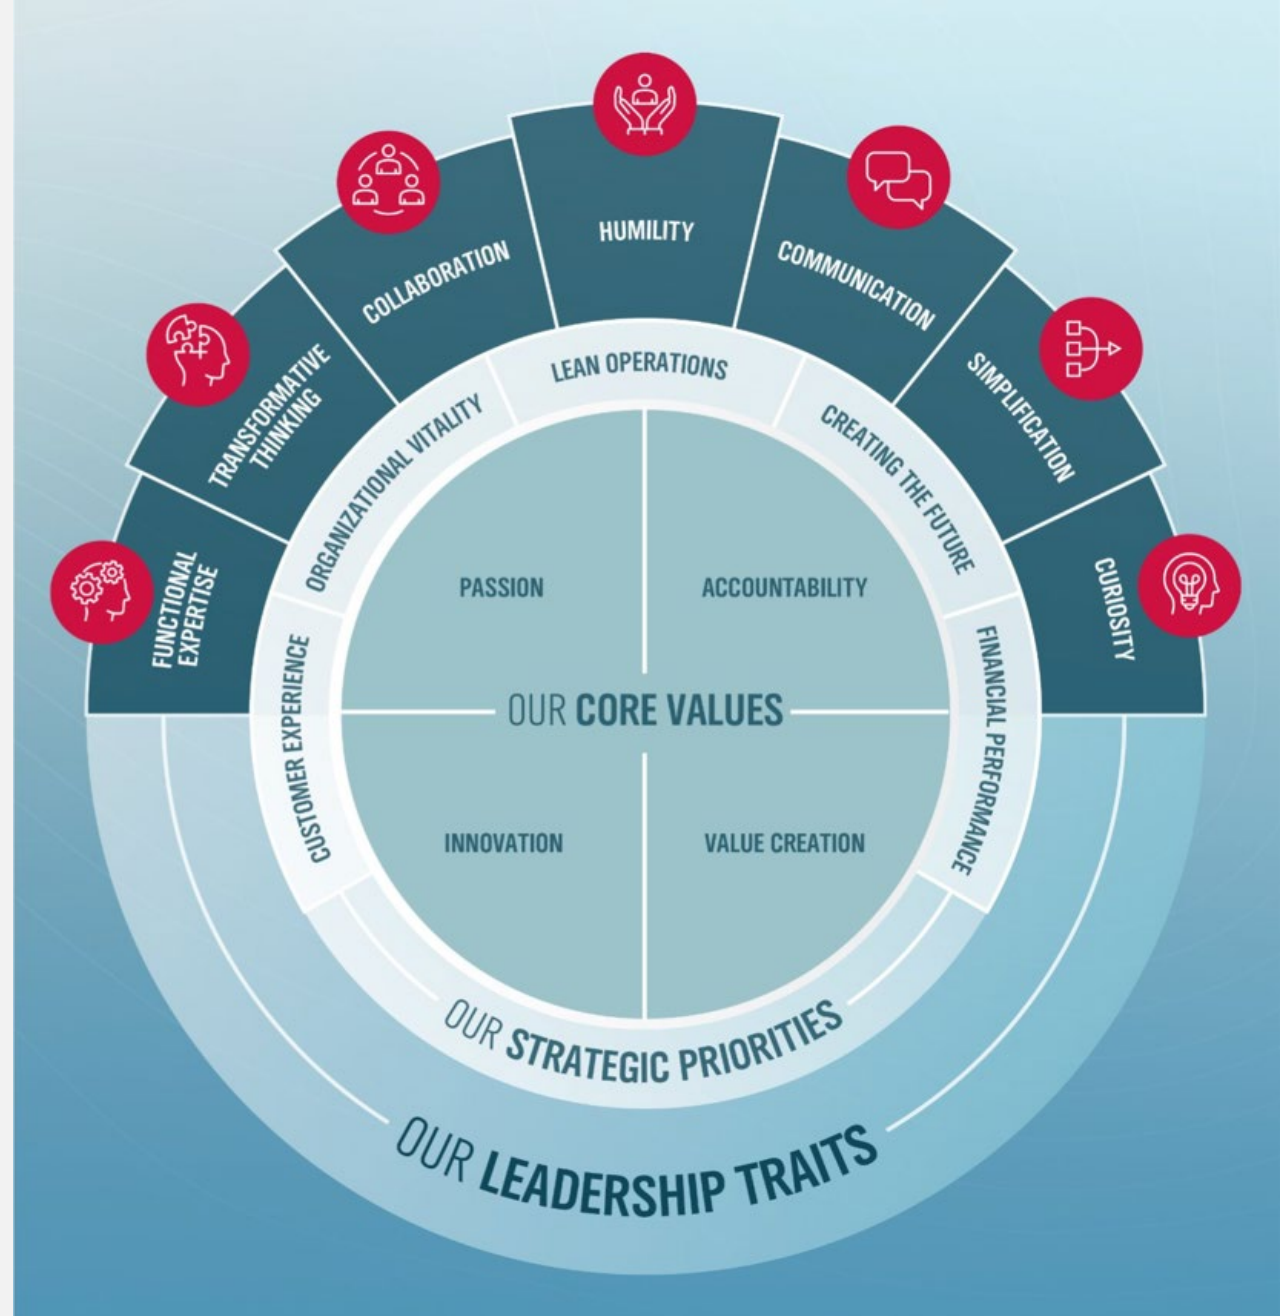 HUMILITY
COLLABORATION
COMMUNICATION
TRANSFORMATIVE
THINKING
SIMPLIFICATION
FUNCTIONAL
EXPERTISE
CURIOSITY
LEAN OPERATIONS
ORGANIZATIONAL VITALITY
CREATING THE FUTURE
CUSTOMER EXPERIENCE
FINANCIAL PERFORMANCE
PASSION
ACCOUNTABILITY
OUR CORE VALUES
INNOVATION
VALUE CREATION
OUR STRATEGIC PRIORITIES
OUR LEADERSHIP TRAITS